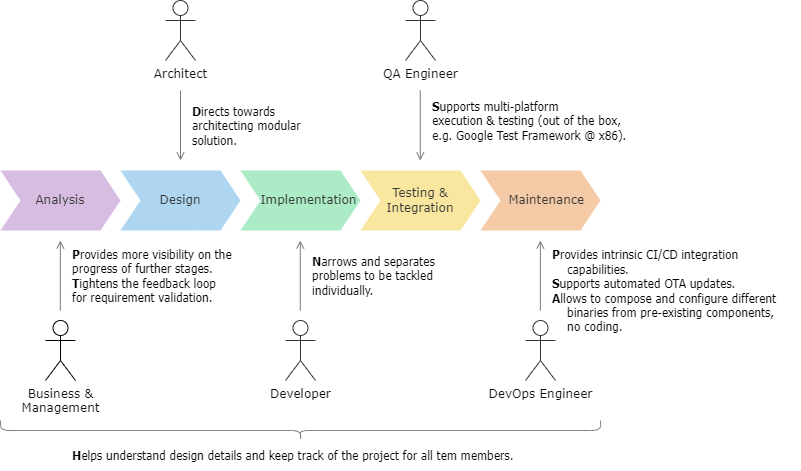 Architect
QA Engineer
Directs towards
architecting modular
solution.
Supports multi-platform
execution & testing (out of the box,
e.g. Google Test Framework @ x86).
Analysis
Design
Implementation
Testing &
Integration
Maintenance
Provides more visibility on the
progress of further stages.
Tightens the feedback loop
for requirement validation.
Narrows and separates
problems to be tackled
individually.
Provides intrinsic CI/CD integration
capabilities.
Supports automated OTA updates.
Allows to compose and configure different
binaries from pre-existing components,
no coding.
Business &
Management
Developer
DevOps Engineer
Helps understand design details and keep track of the project for all tem members.